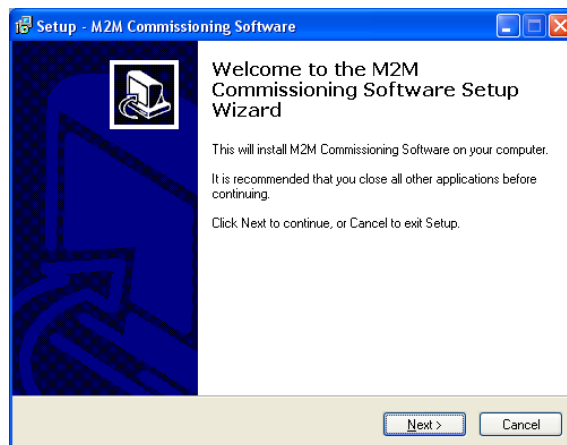 Setup - M2M Commissioning Software
Welcome to the M2M
Commissioning Software Setup
Wizard
This will install M2M Commissioning Software on your computer.
It is recommended that you close all other applications before
continuing.
Click Next to continue, or Cancel to exit Setup.
Next > Cancel